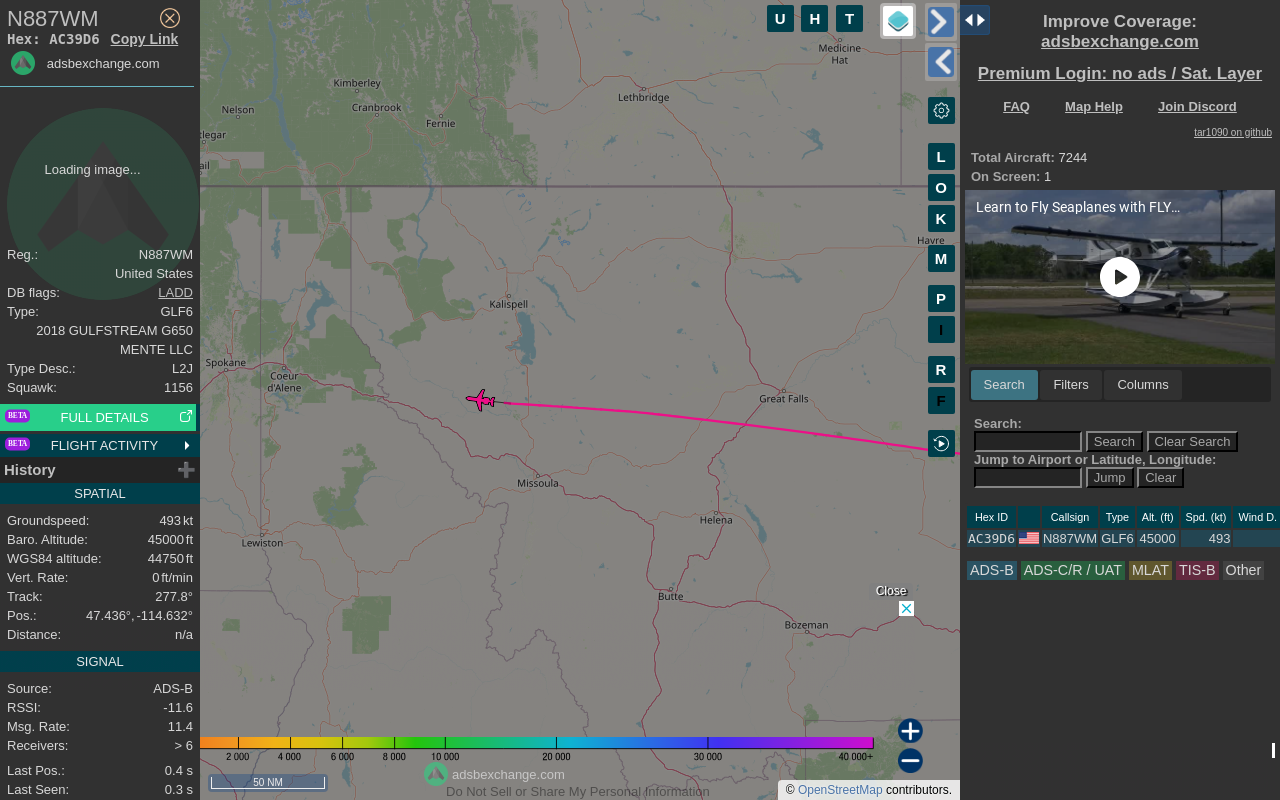 N887WM
Hex: AC39D6 Copy Link
adsbexchange.com
Loading image...
Reg.: N887WM
United States
DB flags: LADD
Type: GLF6
2018 GULFSTREAM G650
MENTE LLC
Type Desc.: L2J
Squawk: 1156
BETA FULL DETAILS
BETA FLIGHT ACTIVITY
History
SPATIAL
Groundspeed: 493 kt
Baro. Altitude: 45000 ft
WGS84 altitude: 44750 ft
Vert. Rate: 0 ft/min
Track: 277.8°
Pos.: 47.436°, -114.632°
Distance: n/a
SIGNAL
Source: ADS-B
RSSI: -11.6
Msg. Rate: 11.4
Receivers: > 6
Last Pos.: 0.4 s
Last Seen: 0.3 s
U H T
Medicine
Hat
Kimberley
Lethbridge
Nelson
Cranbrook
Fernie
tlegar
ail
L
O
K
Havre
M
P
Kalispell
I
Spokane
Coeur
d'Alene
R
Great Falls
F
Missoula
Helena
Lewiston
Close
Butte
Bozeman
2 000 4 000 6 000 8 000 10 000 20 000 30 000 40 000+
adsbexchange.com
50 NM
Do Not Sell or Share My Personal Information
© OpenStreetMap contributors.
Improve Coverage:
adsbexchange.com
Premium Login: no ads / Sat. Layer
FAQ Map Help Join Discord
tar1090 on github
Total Aircraft: 7244
On Screen: 1
Learn to Fly Seaplanes with FLY...
Search Filters Columns
Search:
Search Clear Search
Jump to Airport or Latitude, Longitude:
Jump Clear
Hex ID Callsign Type Alt. (ft) Spd. (kt) Wind D.
AC39D6 N887WM GLF6 45000 493
ADS-B ADS-C/R / UAT MLAT TIS-B Other